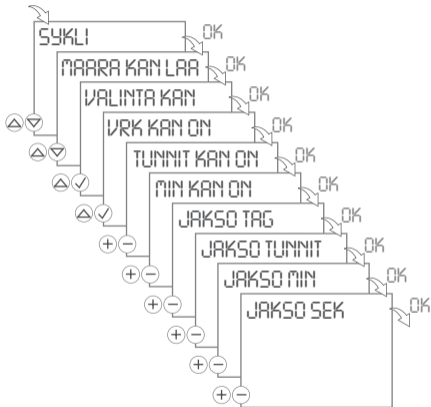 SYKLI
OK
MAARA KAN LAA
OK
VALINTA KAN
OK
VRK KAN ON
OK
TUNNIT KAN ON
OK
MIN KAN ON
OK
JAKSO TAG
OK
JAKSO TUNNIT
OK
JAKSO MIN
OK
JAKSO SEK
OK